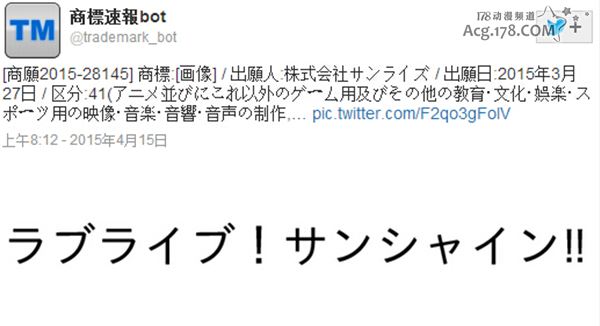 TM
商標速報bot
@trademark_bot
178动漫频道
Acg.178.com
[商願2015-28145] 商標:[画像] / 出願人:株式会社サンライズ / 出願日:2015年3月
27日 / 区分:41(アニメ並びにこれ以外のゲーム用及びその他の教育・文化・娯楽・ス
ポーツ用の映像・音楽・音響・音声の制作,... pic.twitter.com/F2qo3gFolV
上午8:12 - 2015年4月15日
ラブライブ！サンシャイン!!